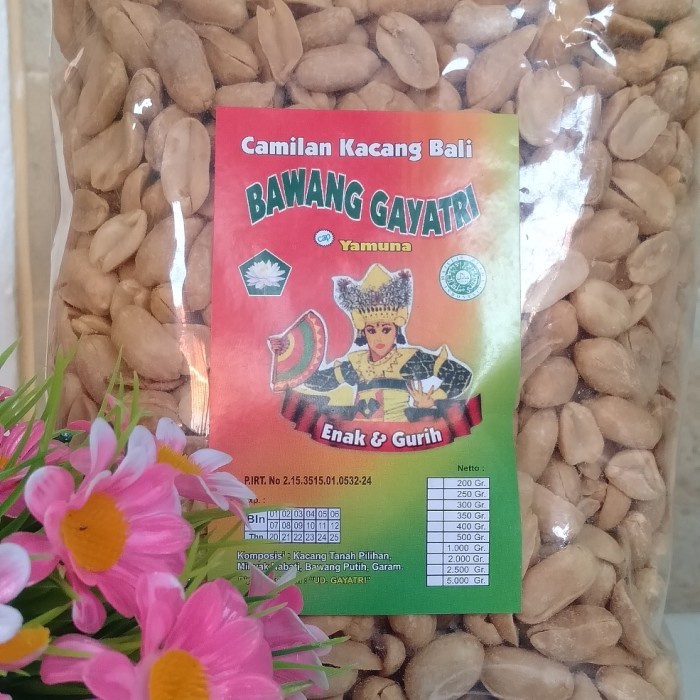 Camilan Kacang Bali
BAWANG GAYATRI
cap Yamuna
Enak & Gurih
P.IRT. No 2.15.3515.01.0532-24
Netto :
200 Gr.
250 Gr.
300 Gr.
350 Gr.
400 Gr.
500 Gr.
1.000 Gr.
2.000 Gr.
2.500 Gr.
5.000 Gr.
Bln 01 02 03 04 05 06
07 08 09 10 11 12
Thn 20 21 22 23 24 25
Komposisi : Kacang Tanah Pilihan,
Bawang Putih, Garam.
: "UD. GAYATRI"